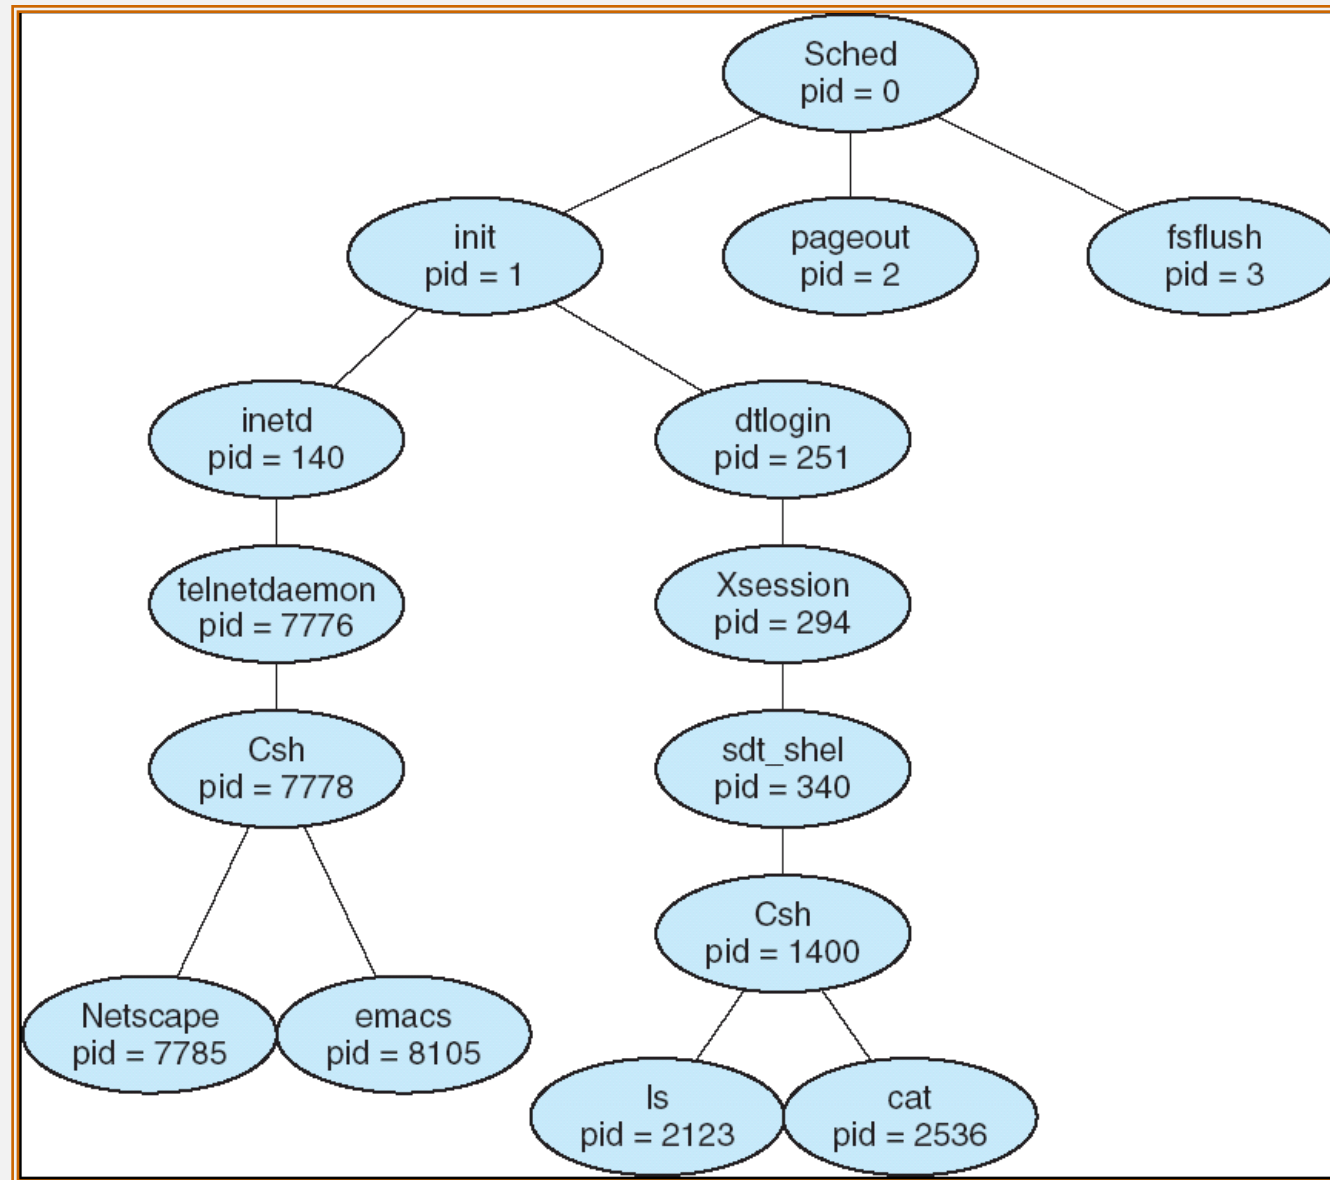 Sched
pid = 0
init
pid = 1
pageout
pid = 2
fsflush
pid = 3
inetd
pid = 140
dtlogin
pid = 251
telnetdaemon
pid = 7776
Xsession
pid = 294
Csh
pid = 7778
sdt_shel
pid = 340
Csh
pid = 1400
Netscape
pid = 7785
emacs
pid = 8105
ls
pid = 2123
cat
pid = 2536